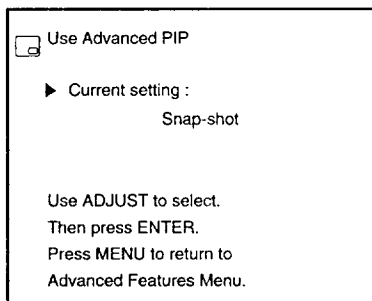 Use Advanced PIP
▶ Current setting :
Snap-shot
Use ADJUST to select.
Then press ENTER.
Press MENU to return to
Advanced Features Menu.